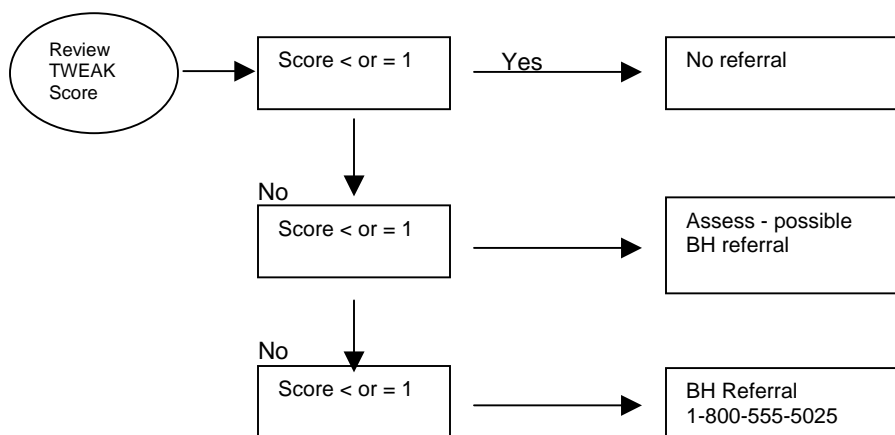 Review
TWEAK
Score
Score < or = 1
Yes
No referral
No
Score < or = 1
Assess - possible
BH referral
No
Score < or = 1
BH Referral
1-800-555-5025